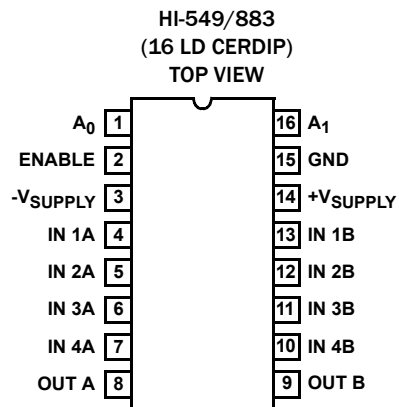 HI-549/883
(16 LD CERDIP)
TOP VIEW
A0 1 16 A1
ENABLE 2 15 GND
-VSUPPLY 3 14 +VSUPPLY
IN 1A 4 13 IN 1B
IN 2A 5 12 IN 2B
IN 3A 6 11 IN 3B
IN 4A 7 10 IN 4B
OUT A 8 9 OUT B